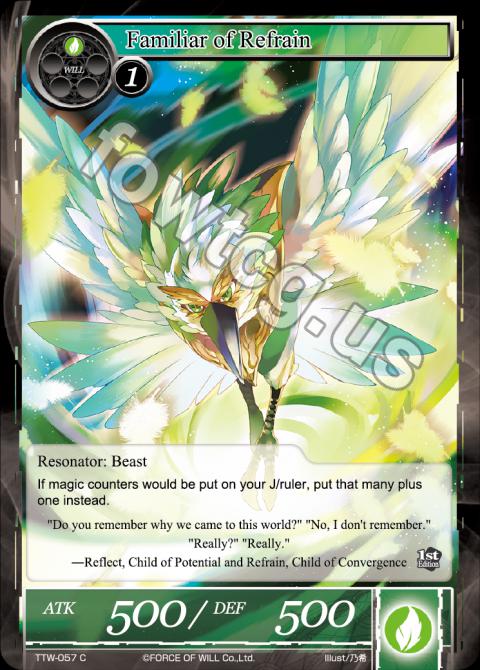 Familiar of Refrain
WILL
1
fowtcg.us
Resonator: Beast
If magic counters would be put on your J/ruler, put that many plus
one instead.
"Do you remember why we came to this world?" "No, I don't remember."
"Really?" "Really."
—Reflect, Child of Potential and Refrain, Child of Convergence
1st
Edition
ATK 500 / DEF 500
TTW-057 C ©FORCE OF WILL Co.,Ltd. Illust/乃希